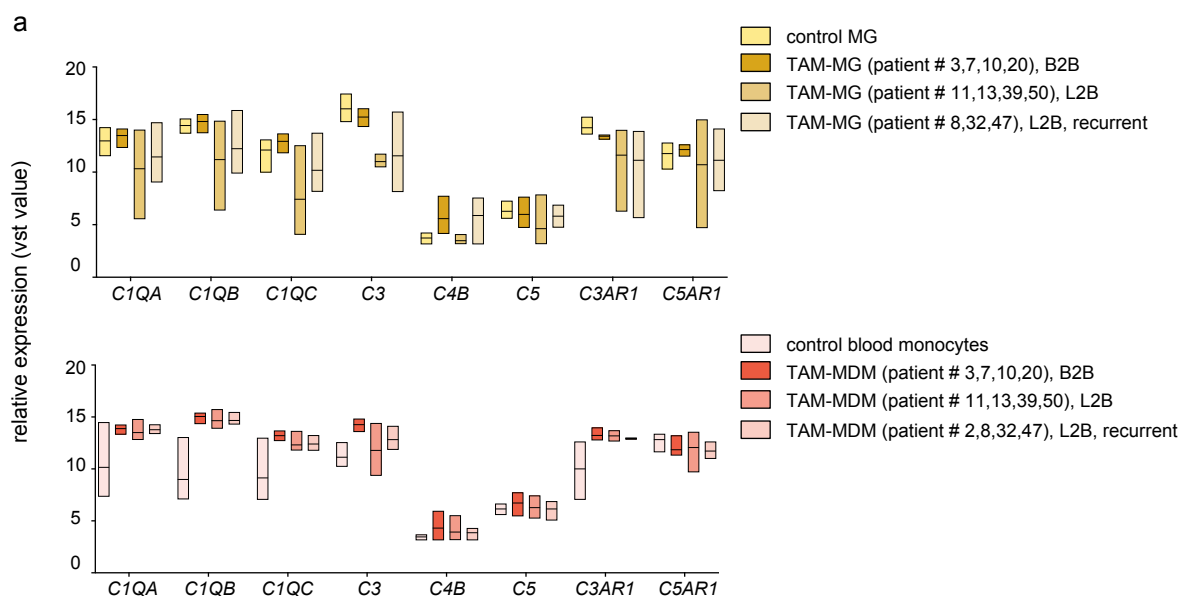 a
control MG
TAM-MG (patient # 3,7,10,20), B2B
TAM-MG (patient # 11,13,39,50), L2B
TAM-MG (patient # 8,32,47), L2B, recurrent
relative expression (vst value)
20
15
10
5
0
C1QA C1QB C1QC C3 C4B C5 C3AR1 C5AR1
control blood monocytes
TAM-MDM (patient # 3,7,10,20), B2B
TAM-MDM (patient # 11,13,39,50), L2B
TAM-MDM (patient # 2,8,32,47), L2B, recurrent
20
15
10
5
0
C1QA C1QB C1QC C3 C4B C5 C3AR1 C5AR1